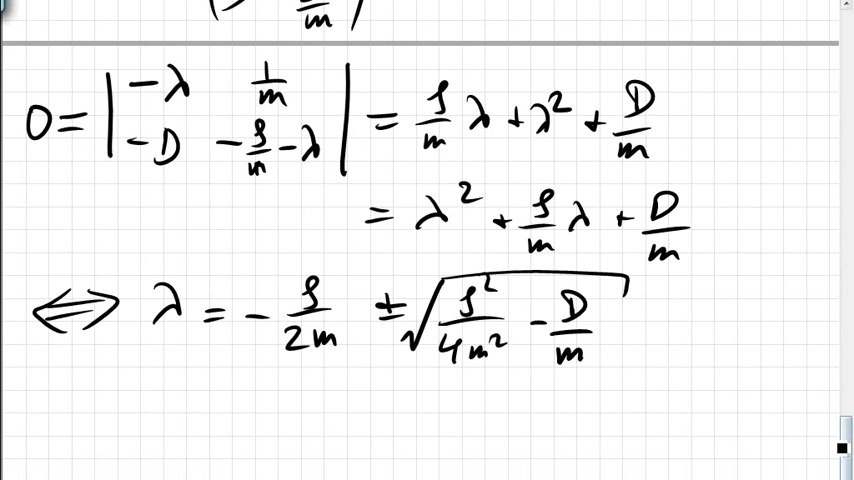 m
0 = | -λ 1/m | = ρ/m λ + λ² + D/m
| -D -ρ/m - λ |
= λ² + ρ/m λ + D/m
⟺ λ = - ρ/2m ± √(ρ²/4m² - D/m)